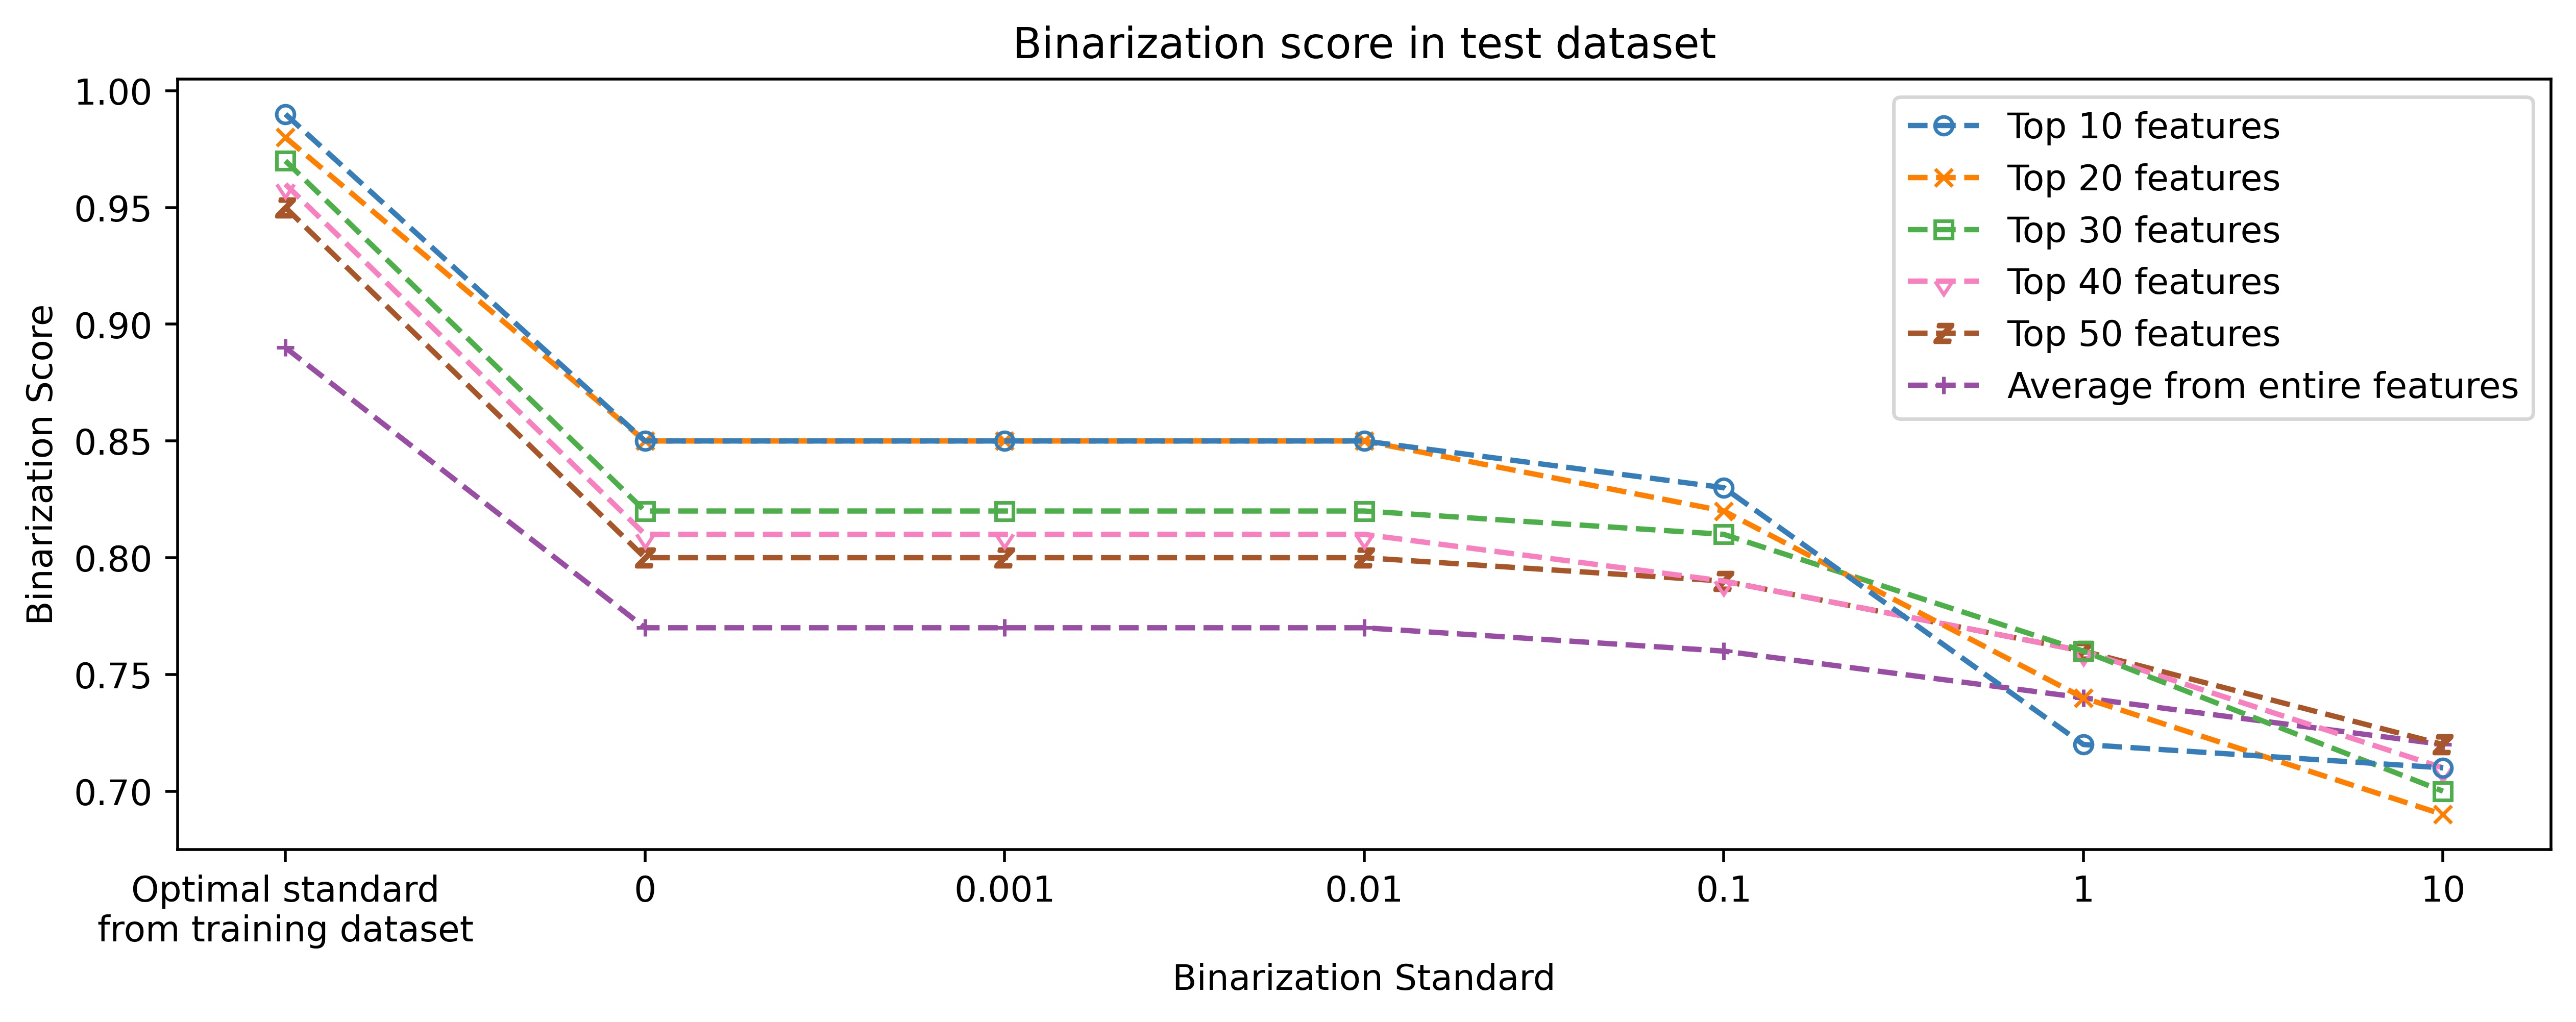 Binarization score in test dataset
1.00
0.95
0.90
0.85
0.80
0.75
0.70
Binarization Score
Top 10 features
Top 20 features
Top 30 features
Top 40 features
Top 50 features
Average from entire features
Optimal standard
from training dataset
0
0.001
0.01
0.1
1
10
Binarization Standard